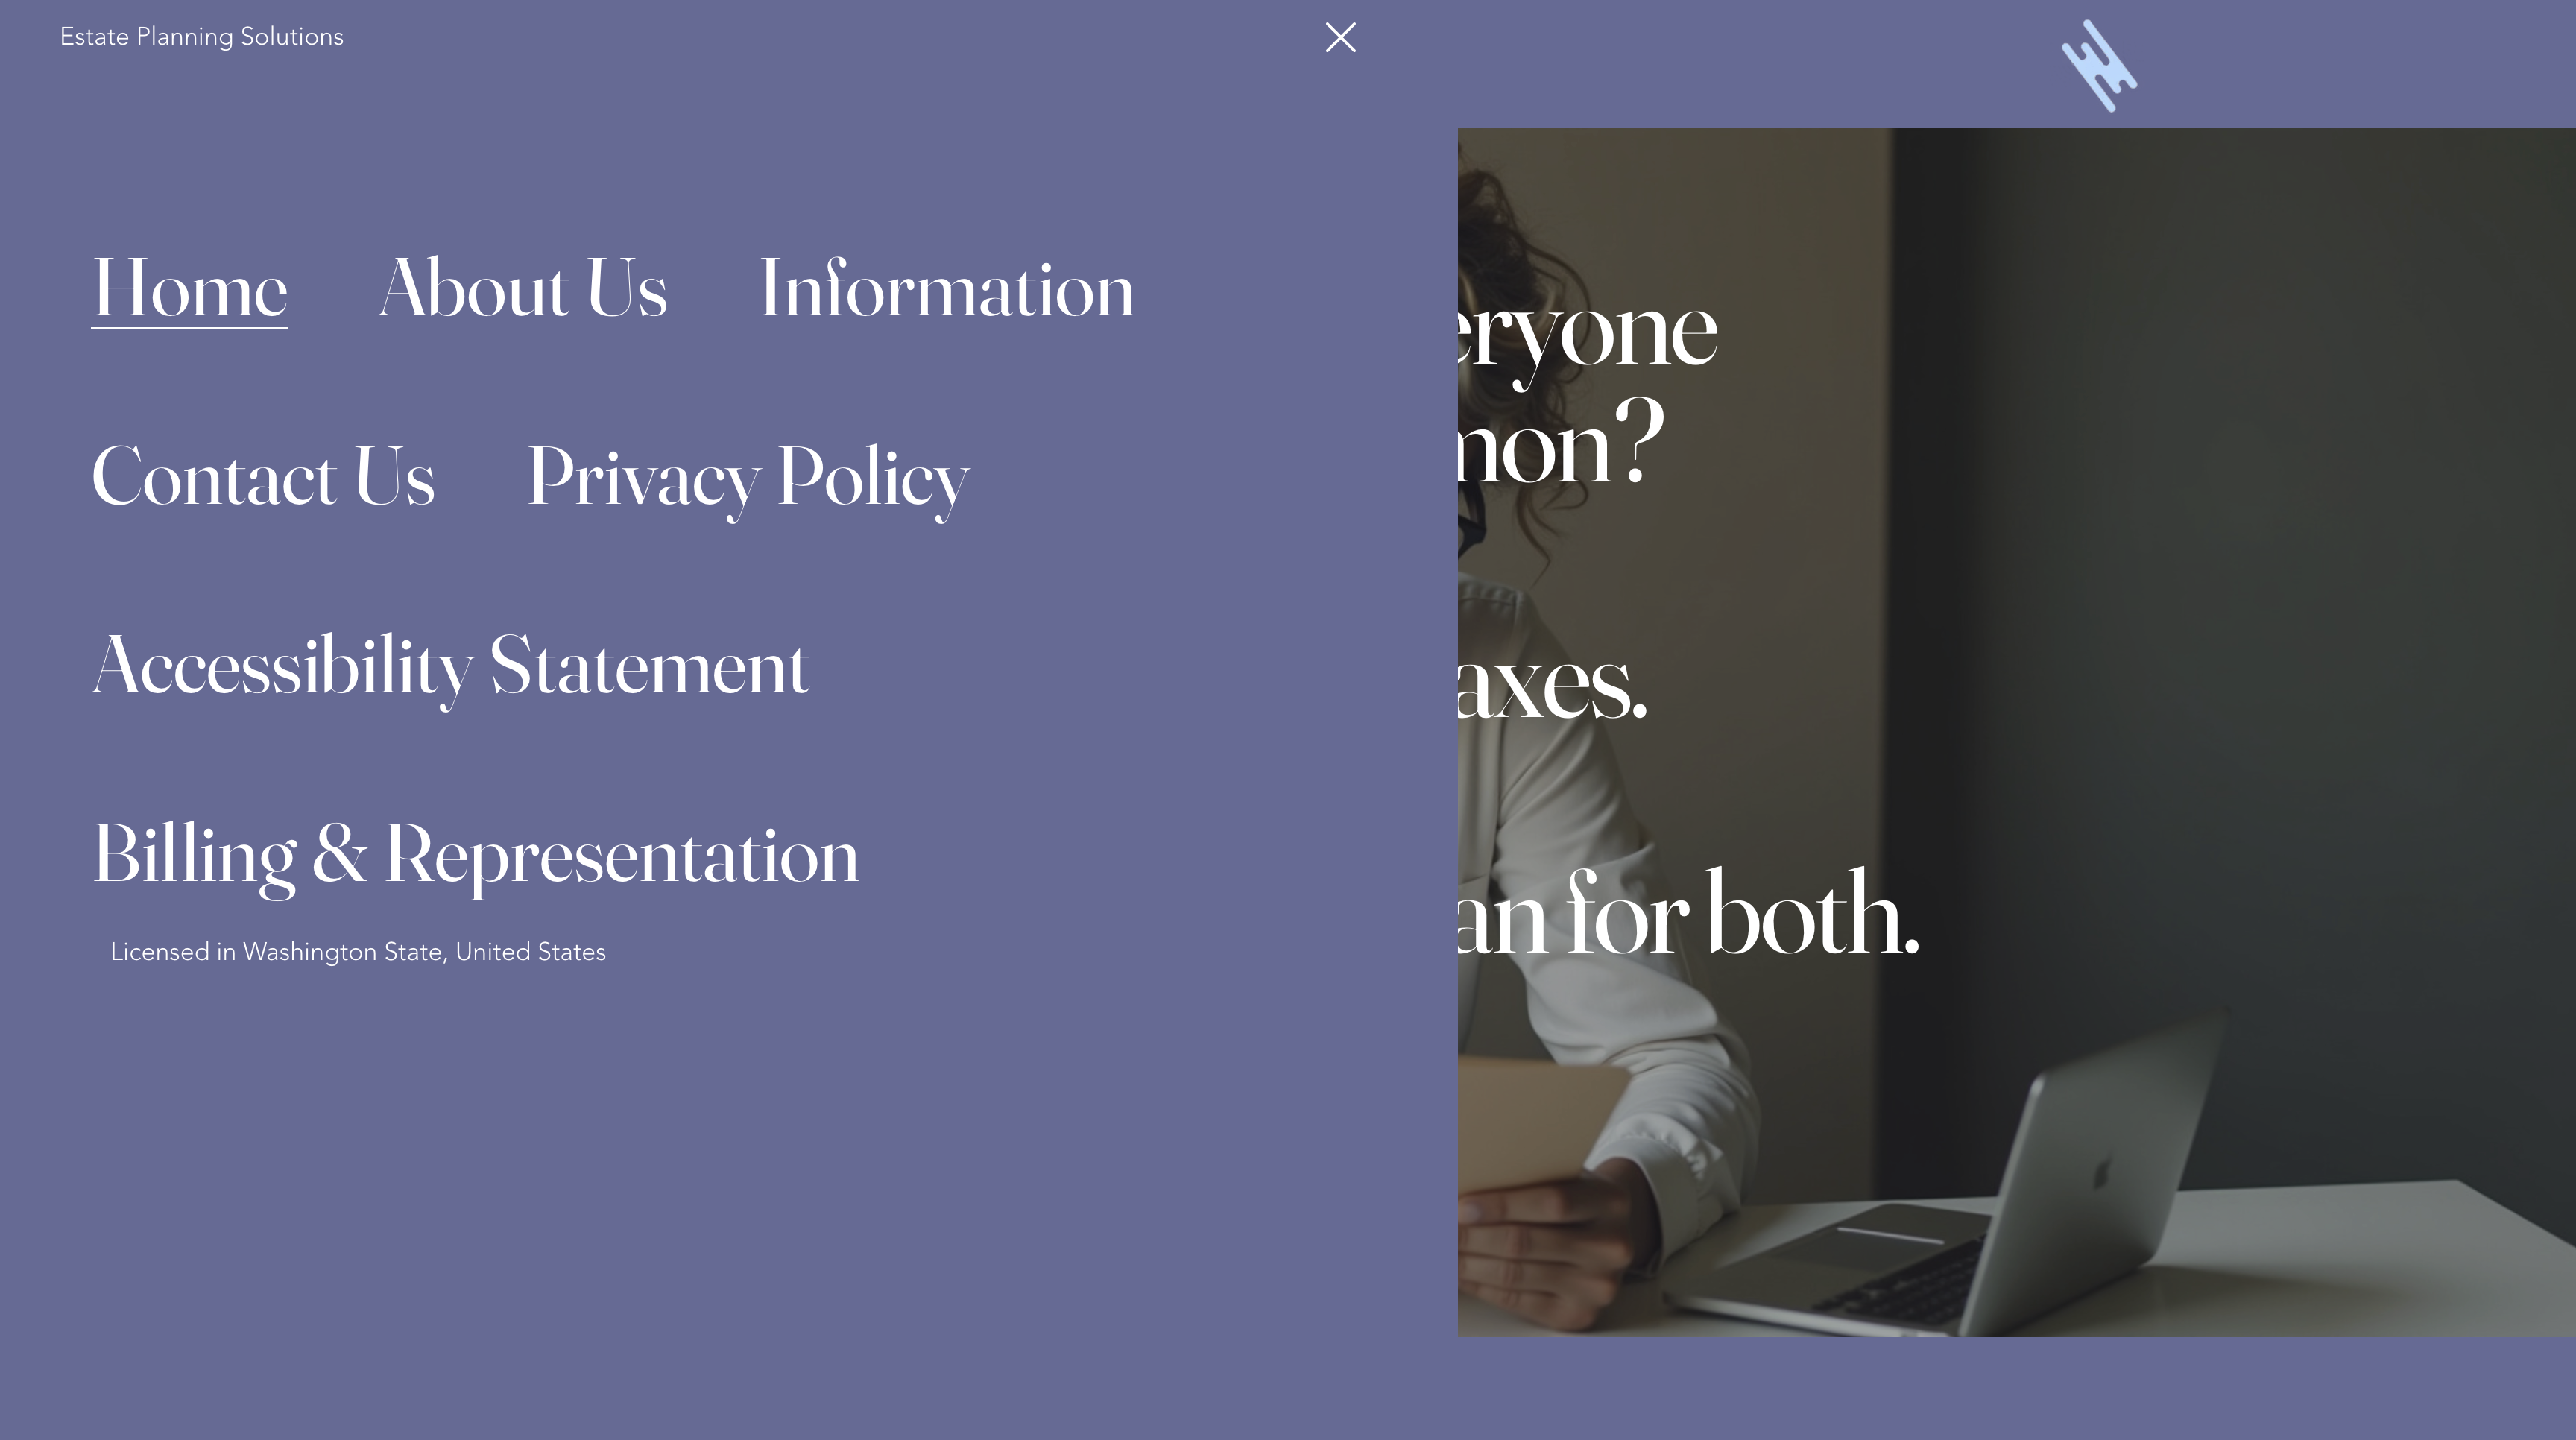 Estate Planning Solutions
Home About Us Information
Contact Us Privacy Policy
Accessibility Statement
Billing & Representation
Licensed in Washington State, United States
eryone
mon?
axes.
an for both.